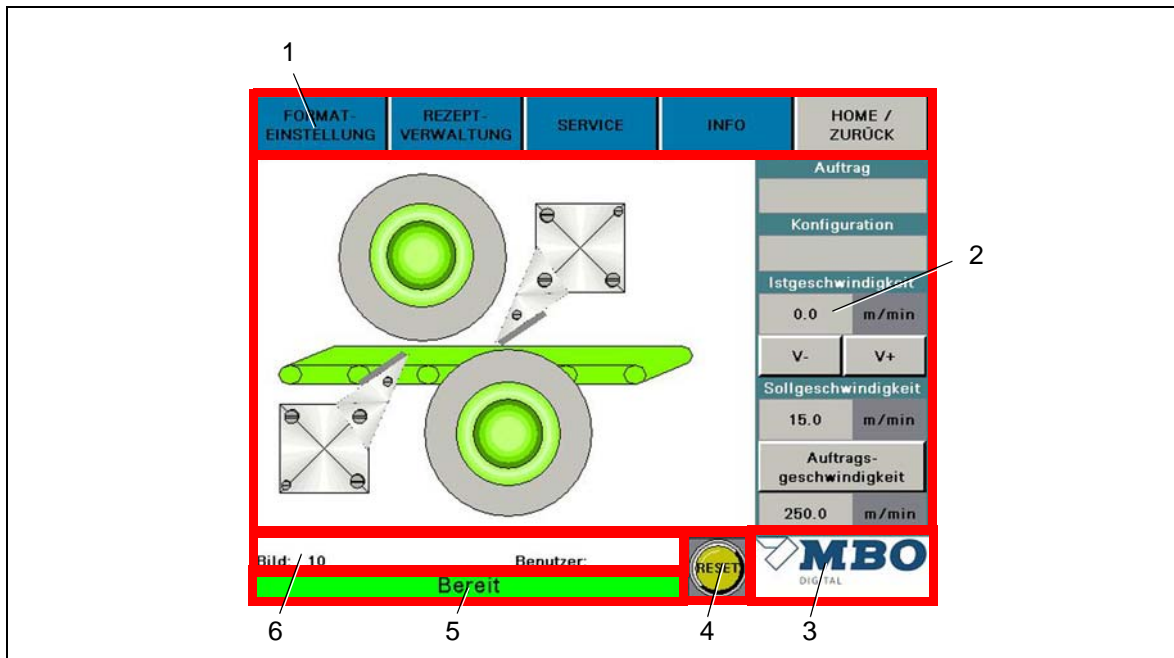 1
FORMAT-
EINSTELLUNG
REZEPT-
VERWALTUNG
SERVICE
INFO
HOME /
ZURÜCK
Auftrag
Konfiguration
2
Istgeschwindigkeit
0.0 m/min
V- V+
Sollgeschwindigkeit
15.0 m/min
Auftrags-
geschwindigkeit
250.0 m/min
Bild: 10 Benutzer:
RESET
MBO
DIGITAL
Bereit
6 5 4 3